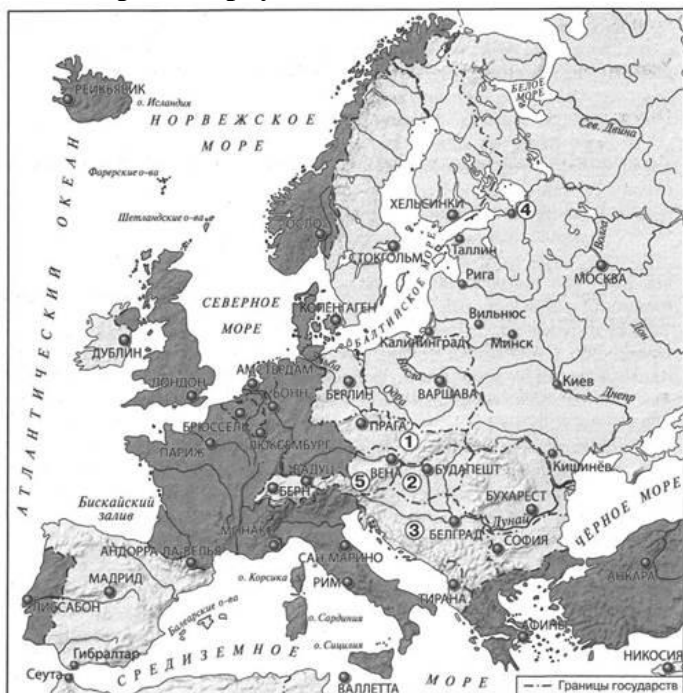 РЕЙКЬЯВИК
о. Исландия
НОРВЕЖСКОЕ
МОРЕ
БЕЛОЕ
МОРЕ
Сев. Двина
Фарерские о-ва
Шетландские о-ва
АТЛАНТИЧЕСКИЙ ОКЕАН
ОСЛО
ХЕЛЬСИНКИ
4
СТОКГОЛЬМ
Таллин
Рига
Волга
МОСКВА
СЕВЕРНОЕ
МОРЕ
КОПЕНГАГЕН
БАЛТИЙСКОЕ МОРЕ
Вильнюс
Калининград
Минск
Дон
ДУБЛИН
ЛОНДОН
АМСТЕРДАМ
БОНН
Эльба
БЕРЛИН
Одра
Висла
ВАРШАВА
Киев
Днепр
БРЮССЕЛЬ
ЛЮКСЕМБУРГ
ПАРИЖ
ПРАГА
1
ВАДУЦ
БЕРН
5
ВЕНА
2
БУДАПЕШТ
Кишинёв
Бискайский
залив
МОНАКО
САН-МАРИНО
3
БЕЛГРАД
Дунай
БУХАРЕСТ
СОФИЯ
ЧЁРНОЕ МОРЕ
АНДОРРА-ЛА-ВЕЛЬЯ
МАДРИД
ЛИССАБОН
о. Корсика
РИМ
ТИРАНА
АНКАРА
Балеарские о-ва
о. Сардиния
о. Сицилия
АФИНЫ
Гибралтар
Сеута
СРЕДИЗЕМНОЕ
МОРЕ
ВАЛЛЕТТА
НИКОСИЯ
Границы государств